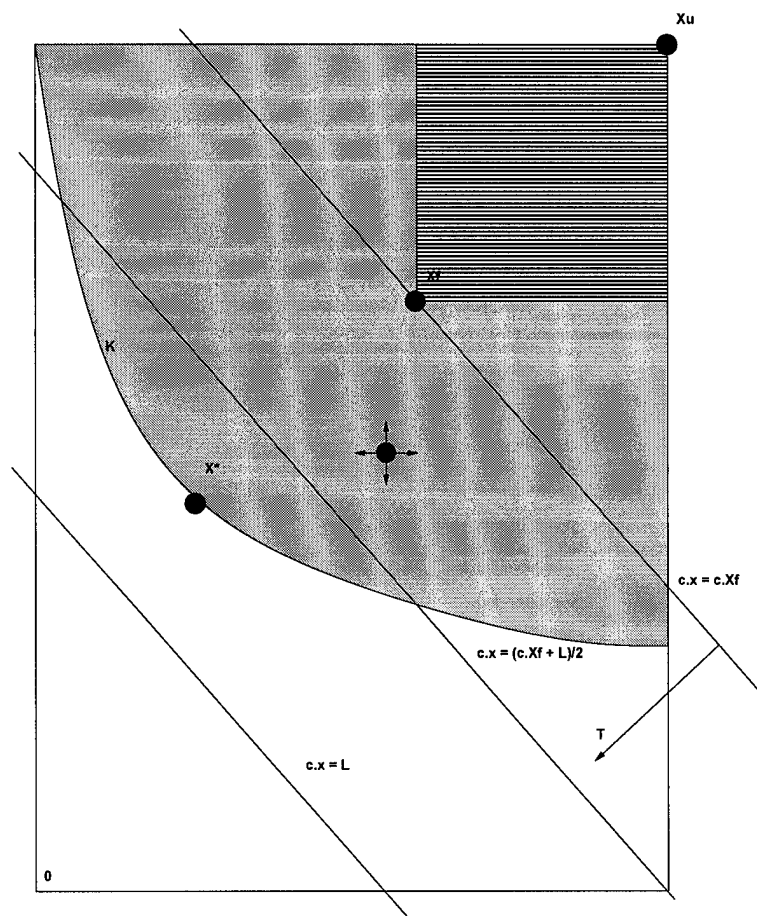 Xu
Xf
K
X*
c.x = c.Xf
c.x = (c.Xf + L)/2
T
c.x = L
0